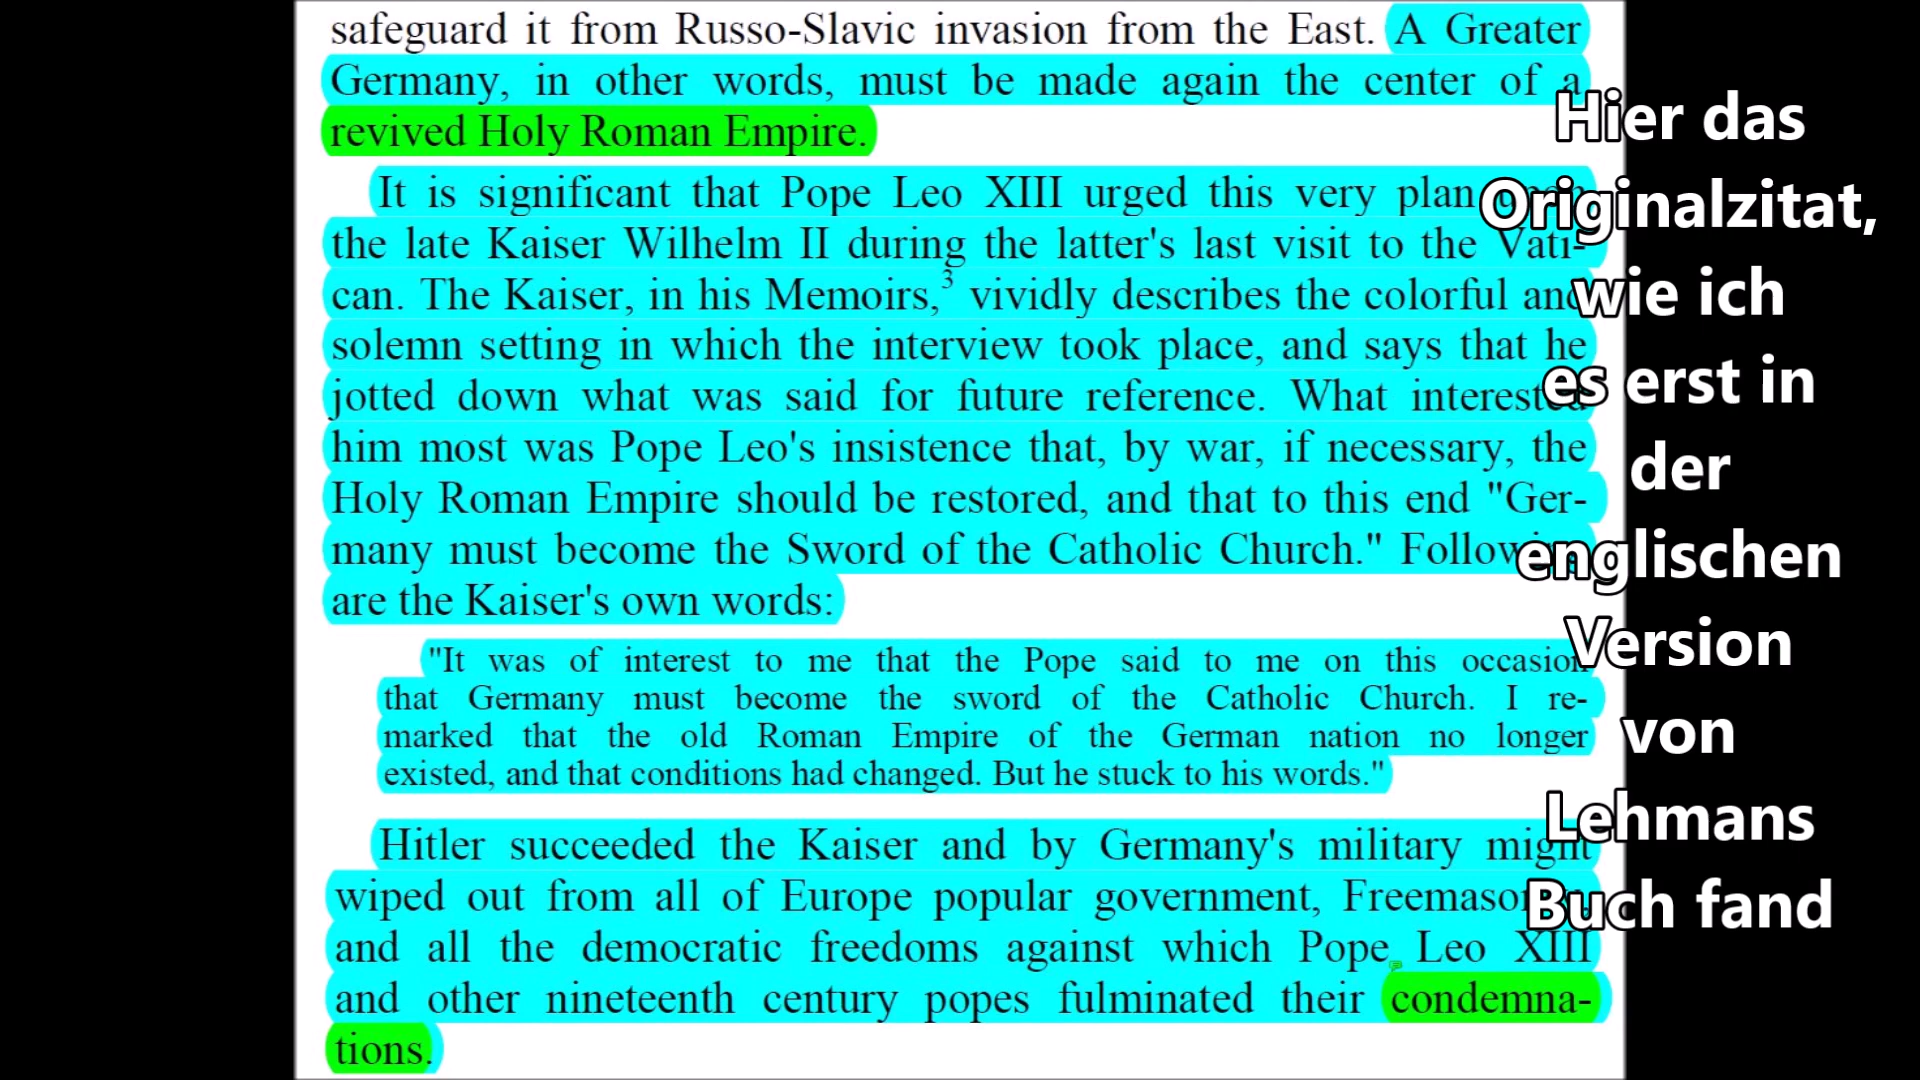 safeguard it from Russo-Slavic invasion from the East. A Greater
Germany, in other words, must be made again the center of a
revived Holy Roman Empire.
It is significant that Pope Leo XIII urged this very plan
the late Kaiser Wilhelm II during the latter's last visit to the Vati-
can. The Kaiser, in his Memoirs,3 vividly describes the colorful and
solemn setting in which the interview took place, and says that he
jotted down what was said for future reference. What interested
him most was Pope Leo's insistence that, by war, if necessary, the
Holy Roman Empire should be restored, and that to this end "Ger-
many must become the Sword of the Catholic Church." Following
are the Kaiser's own words:
"It was of interest to me that the Pope said to me on this occasion
that Germany must become the sword of the Catholic Church. I re-
marked that the old Roman Empire of the German nation no longer
existed, and that conditions had changed. But he stuck to his words."
Hitler succeeded the Kaiser and by Germany's military might
wiped out from all of Europe popular government,
and all the democratic freedoms against which Pope Leo XIII
and other nineteenth century popes fulminated their condemna-
tions.
Hier das
Originalzitat,
wie ich
es erst in
der
englischen
Version
von
Lehmans
Buch fand